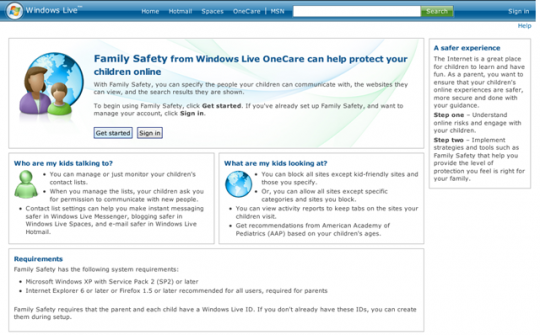 Windows Live™ Home Hotmail Spaces OneCare | MSN Search Sign in
Help
Family Safety from Windows Live OneCare can help protect your
children online
With Family Safety, you can specify the people your children can communicate with, the websites they
can view, and the search results they are shown.
To begin using Family Safety, click Get started. If you've already set up Family Safety, and want to
manage your account, click Sign in.
Get started Sign in
Who are my kids talking to?
• You can manage or just monitor your children's
contact lists.
• When you manage the lists, your children ask you
for permission to communicate with new people.
• Contact list settings can help you make instant messaging
safer in Windows Live Messenger, blogging safer
in Windows Live Spaces, and e-mail safer in Windows Live
Hotmail.
What are my kids looking at?
• You can block all sites except kid-friendly sites and
those you specify.
• Or, you can allow all sites except specific
categories and sites you block.
• You can view activity reports to keep tabs on the sites your
children visit.
• Get recommendations from American Academy of
Pediatrics (AAP) based on your children's ages.
Requirements
Family Safety has the following system requirements:
• Microsoft Windows XP with Service Pack 2 (SP2) or later
• Internet Explorer 6 or later or Firefox 1.5 or later recommended for all users, required for parents
Family Safety requires that the parent and each child have a Windows Live ID. If you don't already have these IDs, you can create
them during setup.
A safer experience
The Internet is a great place
for children to learn and have
fun. As a parent, you want to
ensure that your children's
online experiences are safer,
more secure and done with
your guidance.
Step one – Understand
online risks and engage with
your children.
Step two – Implement
strategies and tools such as
Family Safety that help you
provide the level of
protection you feel is right for
your family.